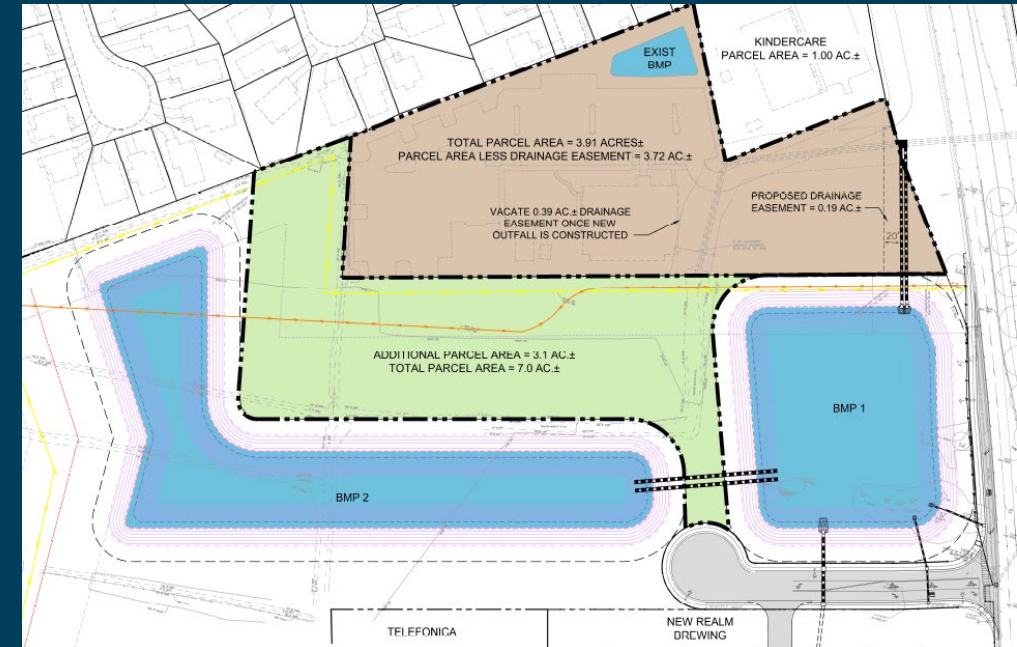 KINDERCARE
PARCEL AREA = 1.00 AC.±
EXIST
BMP
TOTAL PARCEL AREA = 3.91 ACRES±
PARCEL AREA LESS DRAINAGE EASEMENT = 3.72 AC.±
VACATE 0.39 AC.± DRAINAGE
EASEMENT ONCE NEW
OUTFALL IS CONSTRUCTED
PROPOSED DRAINAGE
EASEMENT = 0.19 AC.±
20'
ADDITIONAL PARCEL AREA = 3.1 AC.±
TOTAL PARCEL AREA = 7.0 AC.±
BMP 1
BMP 2
TELEFONICA
NEW REALM
BREWING